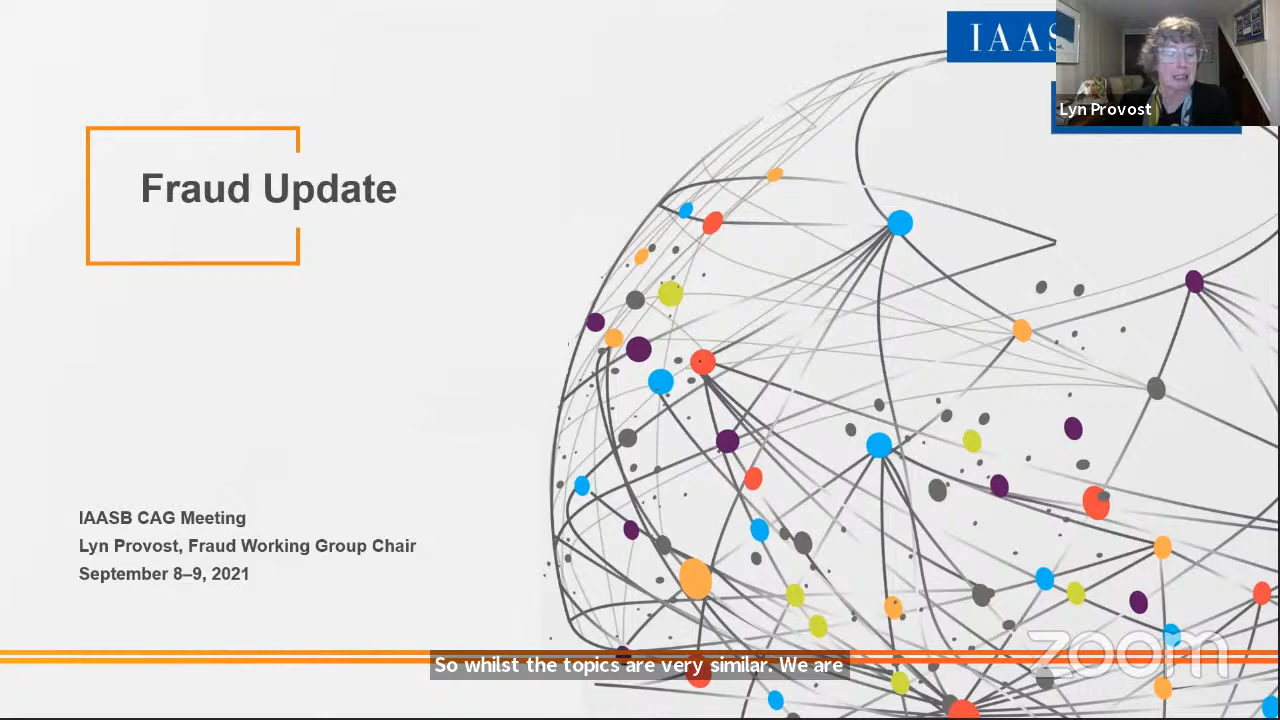 IAAS
Lyn Provost
Fraud Update
IAASB CAG Meeting
Lyn Provost, Fraud Working Group Chair
September 8–9, 2021
So whilst the topics are very similar. We are
zoom